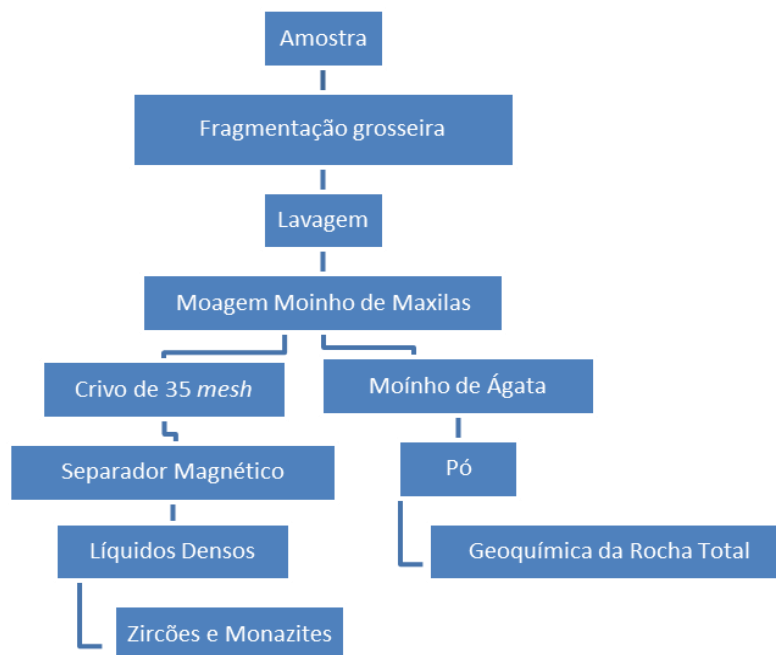 Amostra
Fragmentação grosseira
Lavagem
Moagem Moinho de Maxilas
Crivo de 35 mesh
Moínho de Ágata
Separador Magnético
Pó
Líquidos Densos
Geoquímica da Rocha Total
Zircões e Monazites